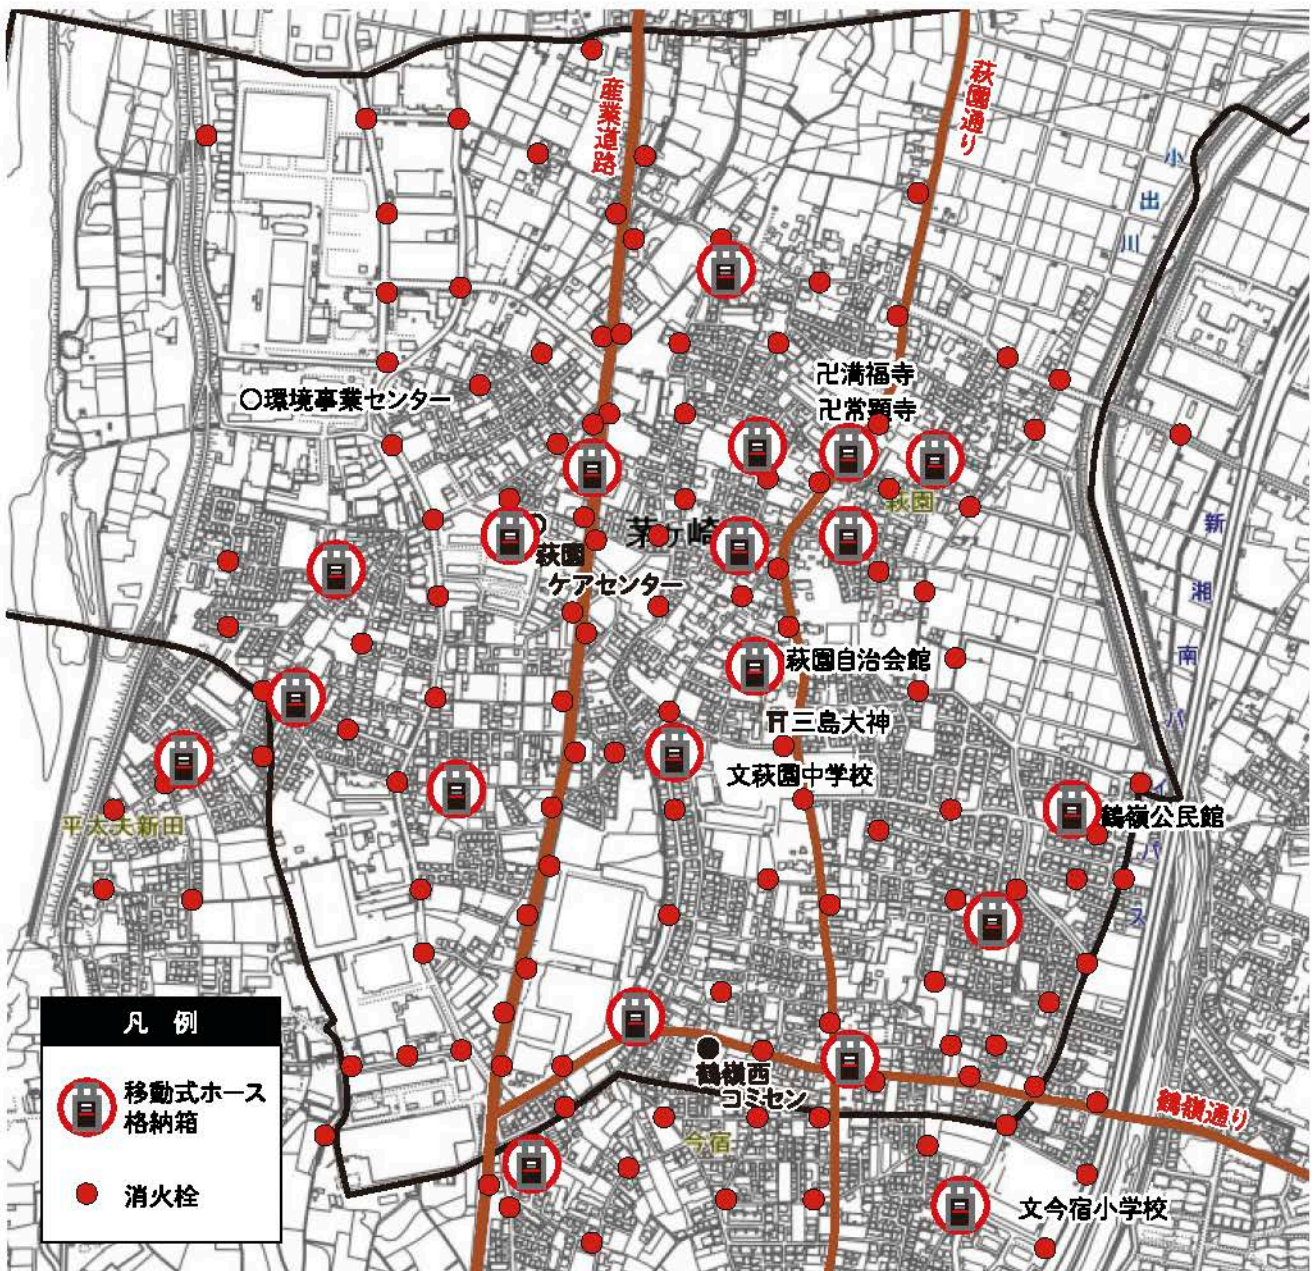 産業道路
萩園通り
小出川
卍満福寺
卍常顕寺
○環境事業センター
萩園
茅ヶ崎
新湘南バイパス
萩園
ケアセンター
萩園自治会館
⛩三島大神
文萩園中学校
鶴嶺公民館
平太夫新田
凡 例
移動式ホース
格納箱
消火栓
鶴嶺西
コミセン
鶴嶺通り
今宿
文今宿小学校